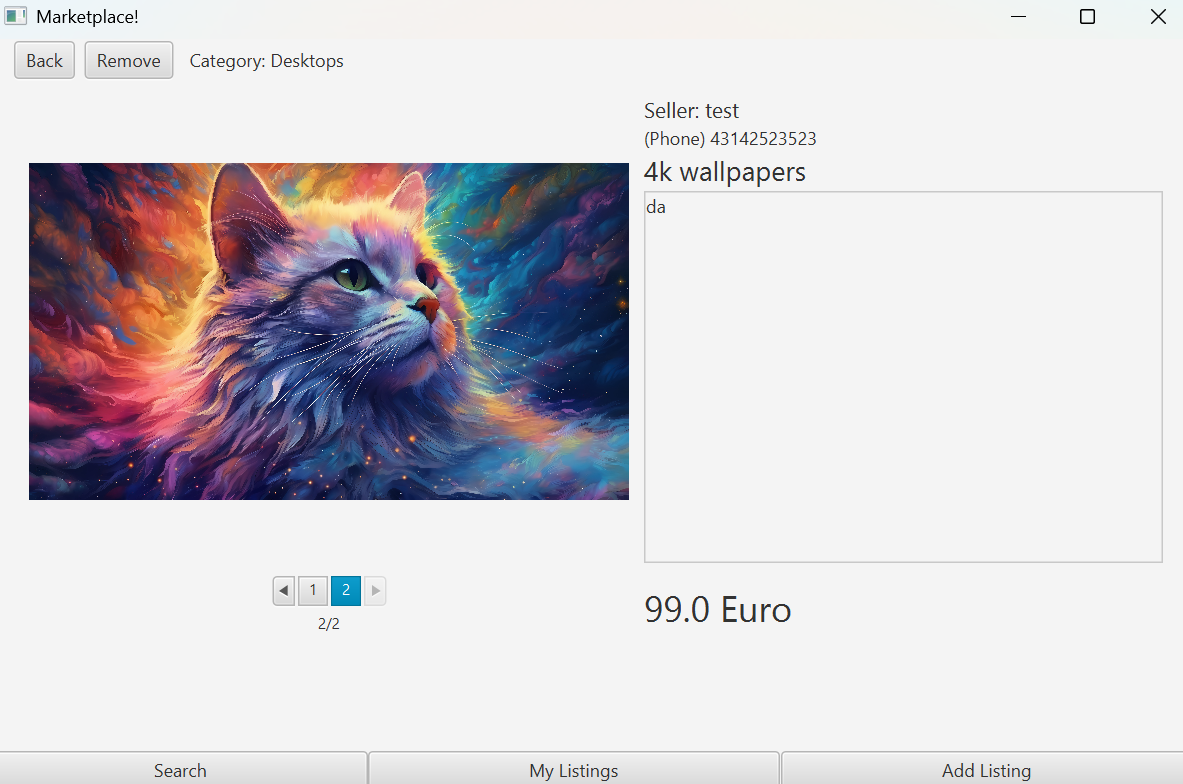 Marketplace!
Back
Remove
Category: Desktops
Seller: test
(Phone) 43142523523
4k wallpapers
da
1
2
2/2
99.0 Euro
Search
My Listings
Add Listing